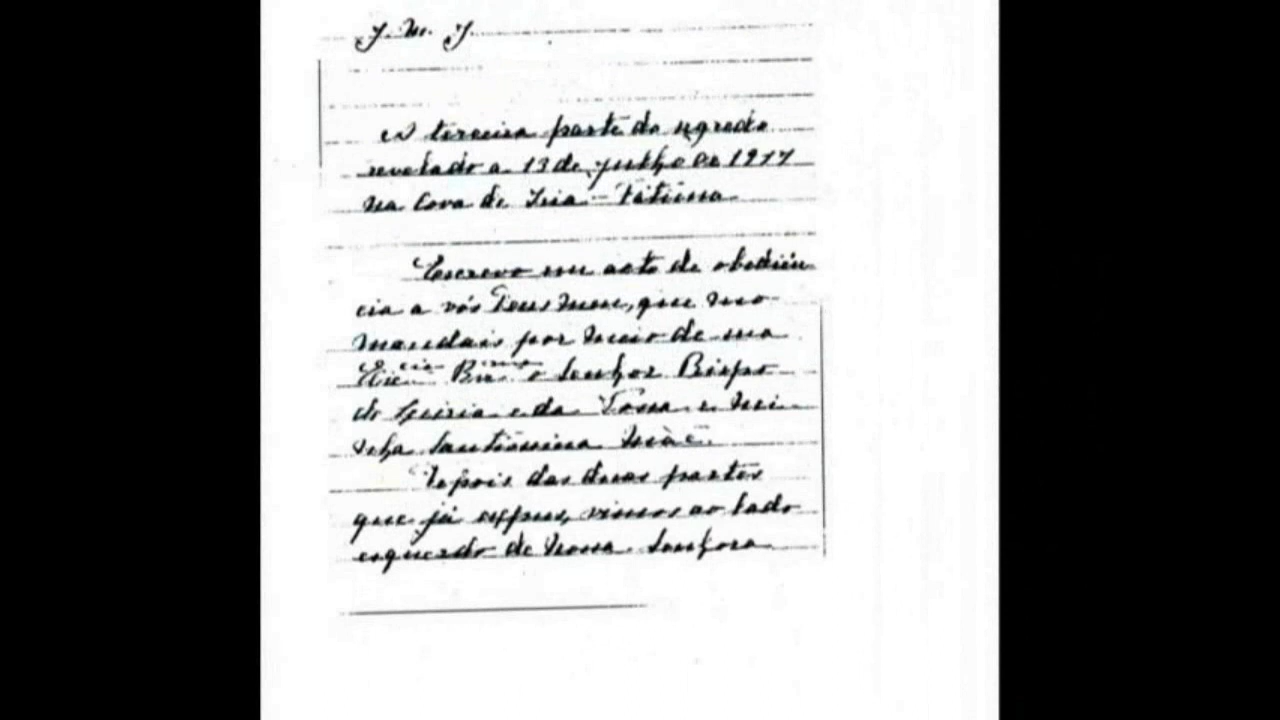 J. M. J.
A terceira parte do segredo
revelado a 13 de julho de 1917
na Cova de Iria – Fátima
Escrevo em acto de obediên
cia a vós Deus meu, que mo
mandais por meio de sua
Ex.cia Rev.ma o Senhor Bispo
de Leiria e da Vossa e mi
nha Santíssima Mãe.
Depois das duas partes
que já expus, vimos ao lado
esquerdo de Nossa Senhora